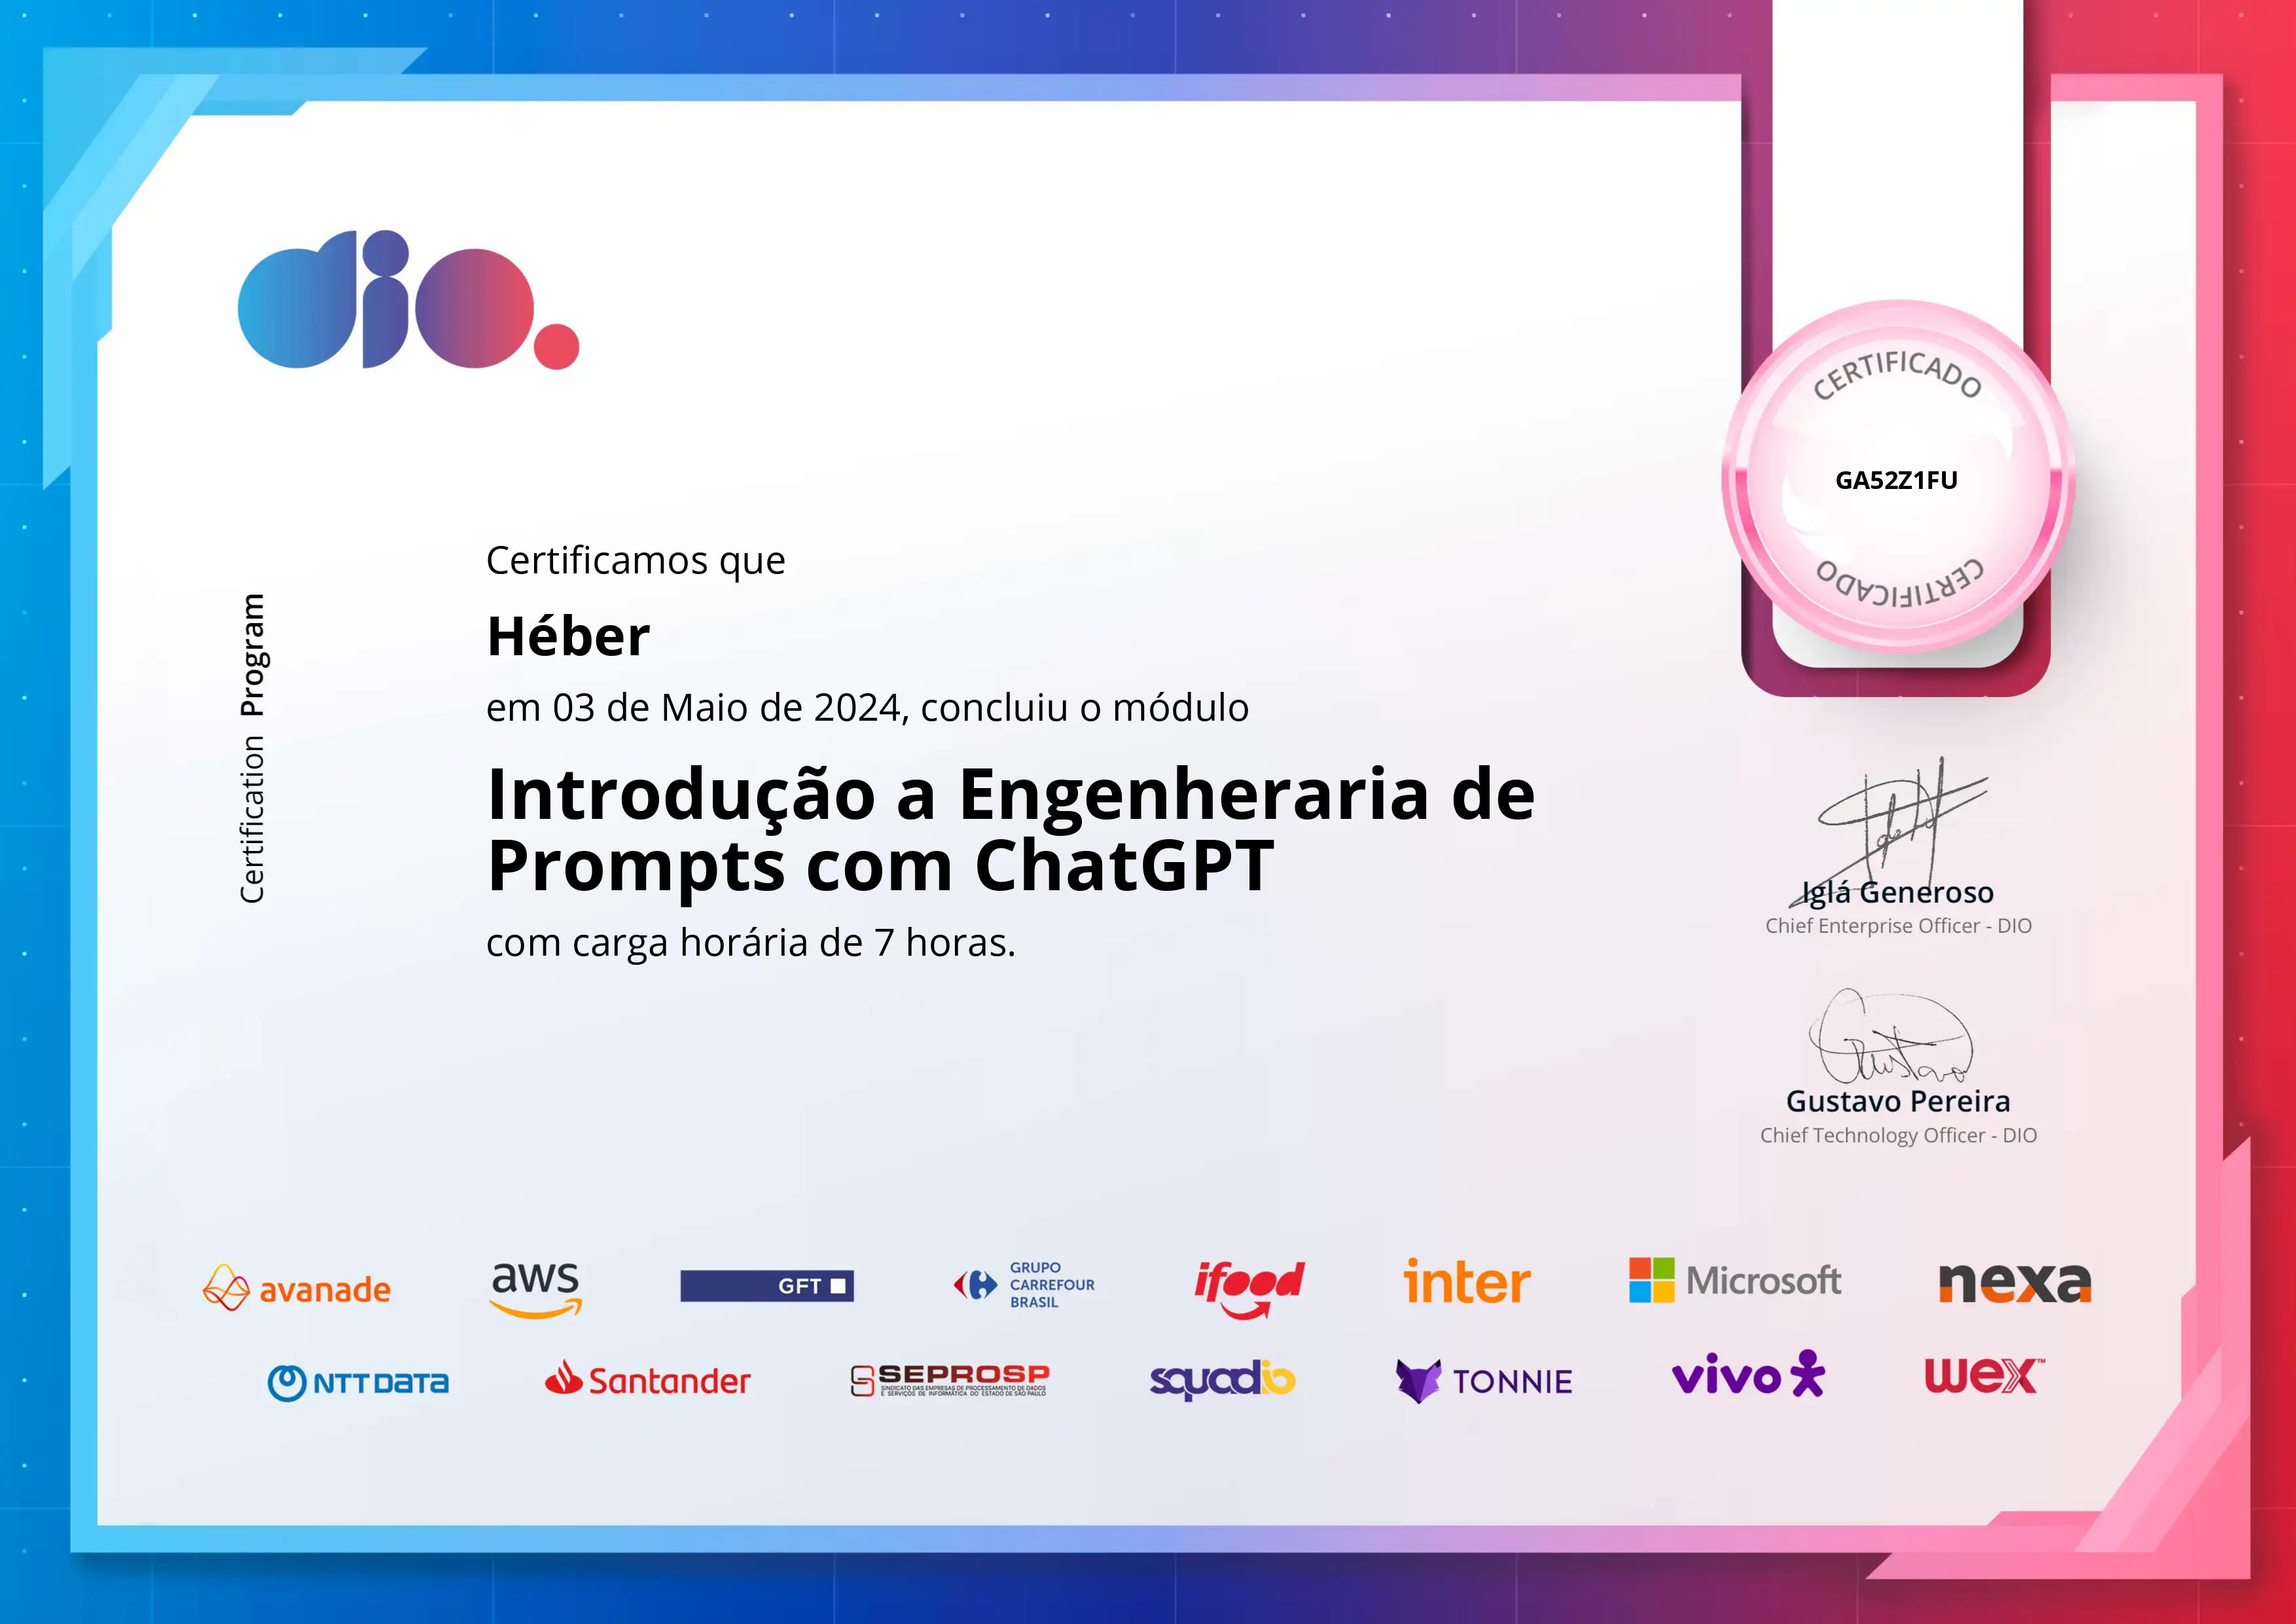 dio.
CERTIFICADO
GA52Z1FU
CERTIFICADO
Certification Program
Certificamos que
Héber
em 03 de Maio de 2024, concluiu o módulo
Introdução a Engenheraria de
Prompts com ChatGPT
com carga horária de 7 horas.
Iglá Generoso
Chief Enterprise Officer - DIO
Gustavo
Gustavo Pereira
Chief Technology Officer - DIO
avanade
aws
GFT
GRUPO
CARREFOUR
BRASIL
ifood
inter
Microsoft
nexa
NTT DATA
Santander
SEPROSP
SINDICATO DAS EMPRESAS DE PROCESSAMENTO DE DADOS
E SERVIÇOS DE INFORMÁTICA DO ESTADO DE SÃO PAULO
squadio
TONNIE
vivo
wex™